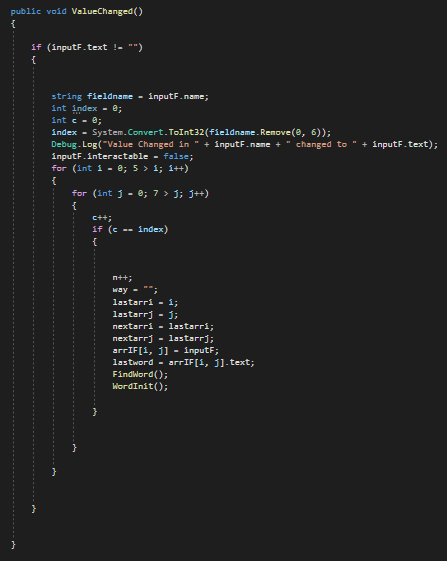 public void ValueChanged()
{
if (inputF.text != "")
{
string fieldname = inputF.name;
int index = 0;
int c = 0;
index = System.Convert.ToInt32(fieldname.Remove(0, 6));
Debug.Log("Value Changed in " + inputF.name + " changed to " + inputF.text);
inputF.interactable = false;
for (int i = 0; 5 > i; i++)
{
for (int j = 0; 7 > j; j++)
{
c++;
if (c == index)
{
n++;
way = "";
lastarri = i;
lastarrj = j;
nextarri = lastarri;
nextarrj = lastarrj;
arrIF[i, j] = inputF;
lastword = arrIF[i, j].text;
FindWord();
WordInit();
}
}
}
}
}